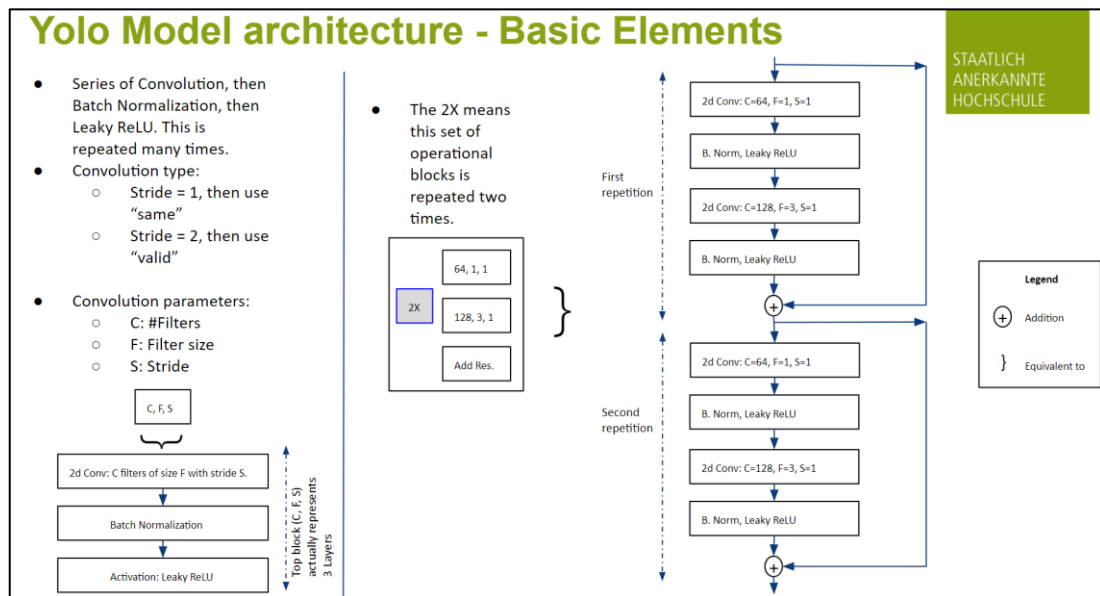 Yolo Model architecture - Basic Elements
STAATLICH
ANERKANNTE
HOCHSCHULE
● Series of Convolution, then
Batch Normalization, then
Leaky ReLU. This is
repeated many times.
● Convolution type:
○ Stride = 1, then use
“same”
○ Stride = 2, then use
“valid”
● Convolution parameters:
○ C: #Filters
○ F: Filter size
○ S: Stride
C, F, S
2d Conv: C filters of size F with stride S.
Batch Normalization
Activation: Leaky ReLU
Top block (C, F, S)
actually represents
3 Layers
● The 2X means
this set of
operational
blocks is
repeated two
times.
2X
64, 1, 1
128, 3, 1
Add Res.
}
First
repetition
2d Conv: C=64, F=1, S=1
B. Norm, Leaky ReLU
2d Conv: C=128, F=3, S=1
B. Norm, Leaky ReLU
+
Second
repetition
2d Conv: C=64, F=1, S=1
B. Norm, Leaky ReLU
2d Conv: C=128, F=3, S=1
B. Norm, Leaky ReLU
+
Legend
+ Addition
} Equivalent to